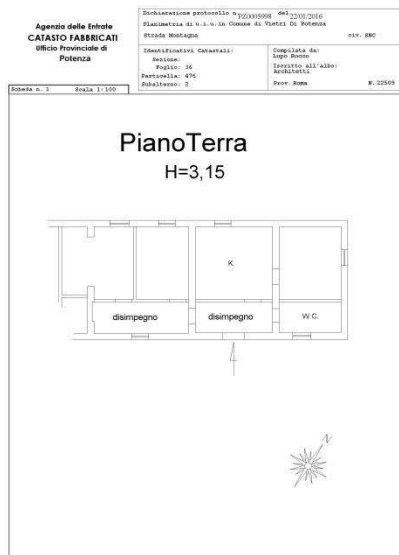 Agenzia delle Entrate
CATASTO FABBRICATI
Ufficio Provinciale di
Potenza
Dichiarazione protocollo n. PZ0005998 del 22/01/2016
Planimetria di u.i.u. in Comune di Vietri Di Potenza
Strada Montagna civ. SNC
Identificativi Catastali:
Sezione:
Foglio: 36
Particella: 476
Subalterno: 2
Compilata da:
Lupo Rocco
Iscritto all'albo:
Architetti
Prov. Roma N. 22509
Scheda n. 1 Scala 1:100
PianoTerra
H=3,15
K.
disimpegno
disimpegno
W.C.
N